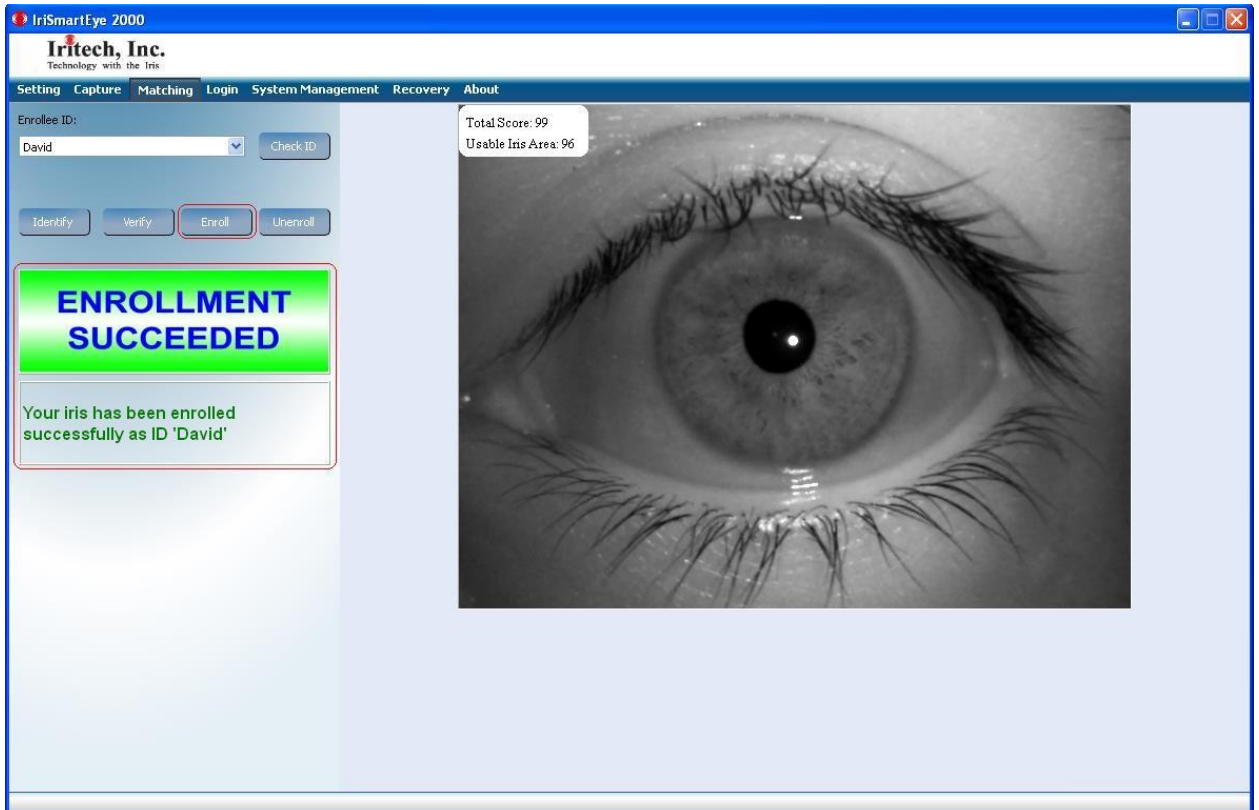 IriSmartEye 2000
Iritech, Inc.
Technology with the Iris
Setting Capture Matching Login System Management Recovery About
Enrollee ID:
David
Check ID
Identify Verify Enroll Unenroll
ENROLLMENT
SUCCEEDED
Your iris has been enrolled
successfully as ID 'David'
Total Score: 99
Usable Iris Area: 96